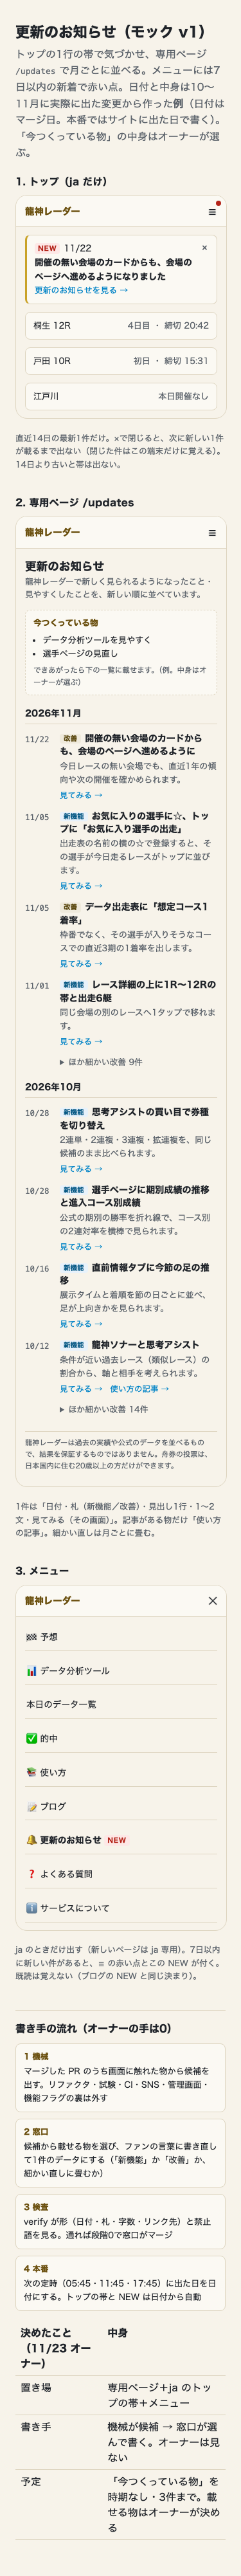 更新のお知らせ（モック v1）
トップの1行の帯で気づかせ、専用ページ
/updates で月ごとに並べる。メニューには7
日以内の新着で赤い点。日付と中身は10〜
11月に実際に出た変更から作った例（日付は
マージ日。本番ではサイトに出た日で書く）。
「今つくっている物」の中身はオーナーが選
ぶ。
1. トップ（ja だけ）
龍神レーダー
≡
NEW 11/22
×
開催の無い会場のカードからも、会場の
ページへ進めるようになりました
更新のお知らせを見る →
桐生 12R
4日目 ・ 締切 20:42
戸田 10R
初日 ・ 締切 15:31
江戸川
本日開催なし
直近14日の最新1件だけ。×で閉じると、次に新しい1件
が載るまで出ない（閉じた件はこの端末だけに覚える）。
14日より古いと帯は出ない。
2. 専用ページ /updates
龍神レーダー
≡
更新のお知らせ
龍神レーダーで新しく見られるようになったこと・
見やすくしたことを、新しい順に並べています。
今つくっている物
• データ分析ツールを見やすく
• 選手ページの見直し
できあがったら下の一覧に載せます。（例。中身はオ
ーナーが選ぶ）
2026年11月
11/22
改善 開催の無い会場のカードから
も、会場のページへ進めるように
今日レースの無い会場でも、直近1年の傾
向や次の開催を確かめられます。
見てみる →
11/05
新機能 お気に入りの選手に☆、トッ
プに「お気に入り選手の出走」
出走表の名前の横の☆で登録すると、そ
の選手が今日走るレースがトップに並び
ます。
見てみる →
11/05
改善 データ出走表に「想定コース1
着率」
枠番でなく、その選手が入りそうなコー
スでの直近3期の1着率を出します。
見てみる →
11/01
新機能 レース詳細の上に1R〜12Rの
帯と出走6艇
同じ会場の別のレースへ1タップで移れま
す。
見てみる →
▶ ほか細かい改善 9件
2026年10月
10/28
新機能 思考アシストの買い目で券種
を切り替え
2連単・2連複・3連複・拡連複を、同じ
候補のまま比べられます。
見てみる →
10/28
新機能 選手ページに期別成績の推移
と進入コース別成績
公式の期別の勝率を折れ線で、コース別
の2連対率を横棒で見られます。
見てみる →
10/16
新機能 直前情報タブに今節の足の推
移
展示タイムと着順を節の日ごとに並べ、
足が上向きかを見られます。
見てみる →
10/12
新機能 龍神ソナーと思考アシスト
条件が近い過去レース（類似レース）の
割合から、軸と相手を考えられます。
見てみる → 使い方の記事 →
▶ ほか細かい改善 14件
龍神レーダーは過去の実績や公式のデータを並べるもの
で、結果を保証するものではありません。舟券の投票は、
日本国内に住む20歳以上の方だけができます。
1件は「日付・札（新機能／改善）・見出し1行・1〜2
文・見てみる（その画面）」。記事がある物だけ「使い方
の記事」。細かい直しは月ごとに畳む。
3. メニュー
龍神レーダー
×
予想
データ分析ツール
本日のデータ一覧
的中
使い方
ブログ
更新のお知らせ NEW
よくある質問
サービスについて
ja のときだけ出す（新しいページは ja 専用）。7日以内
に新しい件があると、≡ の赤い点とこの NEW が付く。
既読は覚えない（ブログの NEW と同じ決まり）。
書き手の流れ（オーナーの手は0）
1 機械
マージした PR のうち画面に触れた物から候補を
出す。リファクタ・試験・CI・SNS・管理画面・
機能フラグの裏は外す
2 窓口
候補から載せる物を選び、ファンの言葉に書き直し
て1件のデータにする（「新機能」か「改善」か、
細かい直しに畳むか）
3 検査
verify が形（日付・札・字数・リンク先）と禁止
語を見る。通れば段階0で窓口がマージ
4 本番
次の定時（05:45・11:45・17:45）に出た日を日
付にする。トップの帯と NEW は日付から自動
決めたこと
（11/23 オー
ナー）
中身
置き場
専用ページ+ja のトッ
プの帯+メニュー
書き手
機械が候補 → 窓口が選
んで書く。オーナーは見
ない
予定
「今つくっている物」を
時期なし・3件まで。載
せる物はオーナーが決め
る